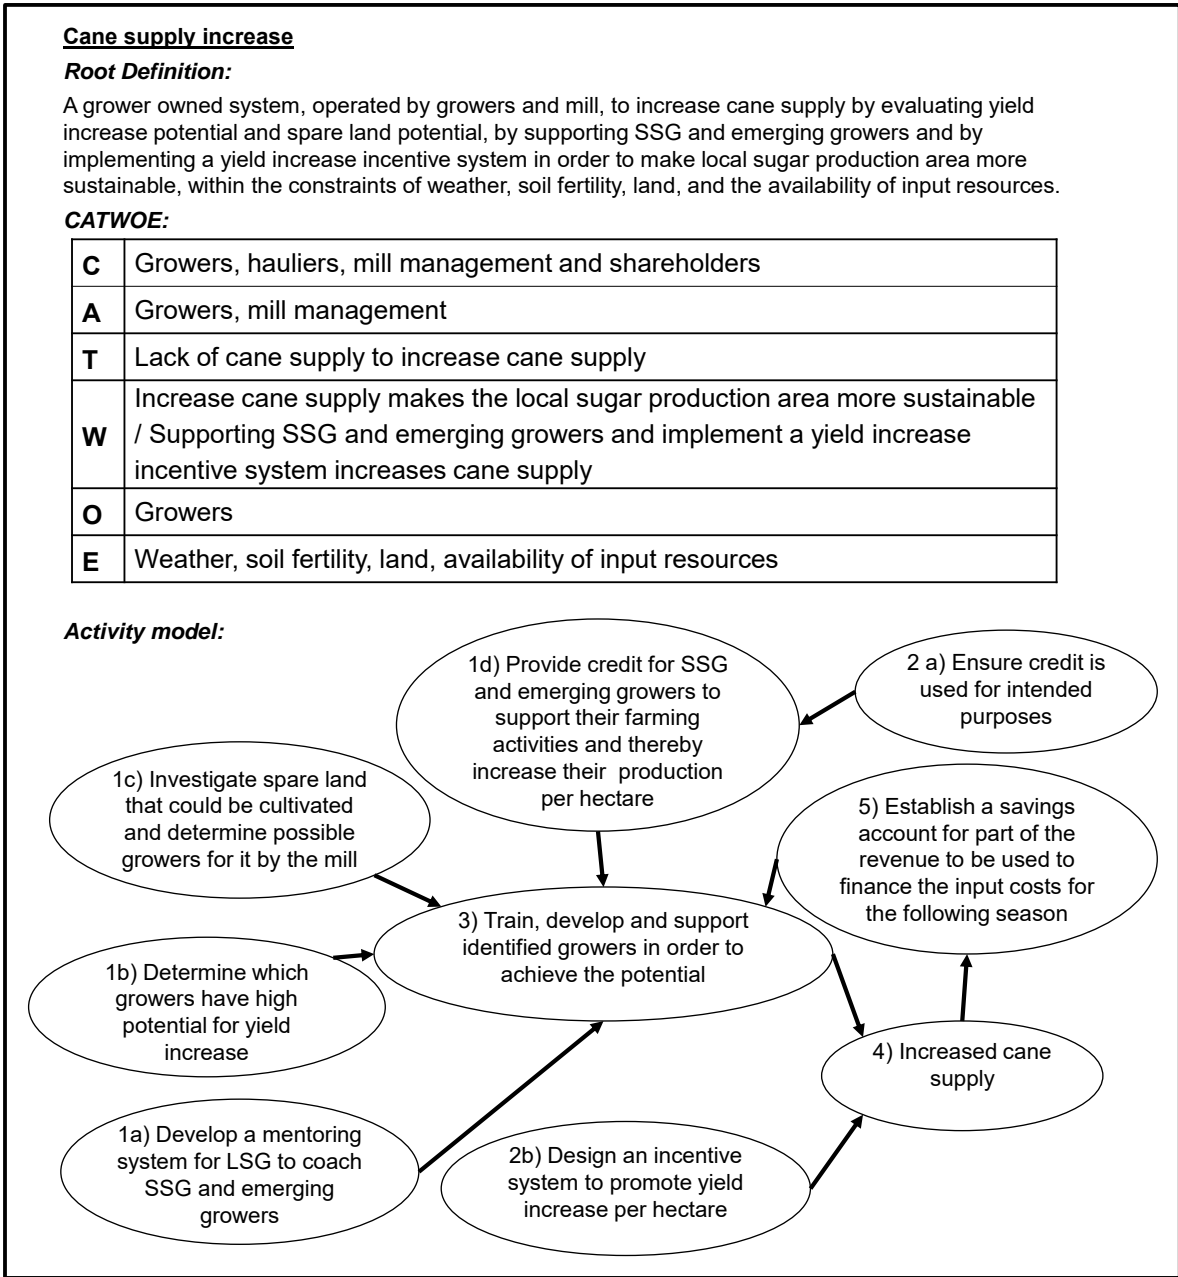 Cane supply increase
Root Definition:
A grower owned system, operated by growers and mill, to increase cane supply by evaluating yield
increase potential and spare land potential, by supporting SSG and emerging growers and by
implementing a yield increase incentive system in order to make local sugar production area more
sustainable, within the constraints of weather, soil fertility, land, and the availability of input resources.
CATWOE:
C Growers, hauliers, mill management and shareholders
A Growers, mill management
T Lack of cane supply to increase cane supply
W Increase cane supply makes the local sugar production area more sustainable
/ Supporting SSG and emerging growers and implement a yield increase
incentive system increases cane supply
O Growers
E Weather, soil fertility, land, availability of input resources
Activity model:
1d) Provide credit for SSG
and emerging growers to
support their farming
activities and thereby
increase their production
per hectare
2 a) Ensure credit is
used for intended
purposes
1c) Investigate spare land
that could be cultivated
and determine possible
growers for it by the mill
5) Establish a savings
account for part of the
revenue to be used to
finance the input costs for
the following season
3) Train, develop and support
identified growers in order to
achieve the potential
1b) Determine which
growers have high
potential for yield
increase
4) Increased cane
supply
1a) Develop a mentoring
system for LSG to coach
SSG and emerging
growers
2b) Design an incentive
system to promote yield
increase per hectare